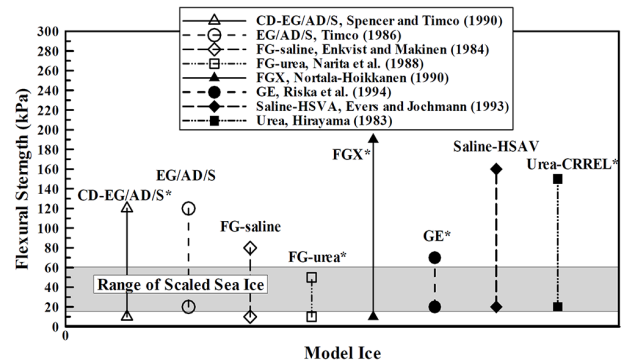 CD-EG/AD/S, Spencer and Timco (1990)
EG/AD/S, Timco (1986)
FG-saline, Enkvist and Makinen (1984)
FG-urea, Narita et al. (1988)
FGX, Nortala-Hoikkanen (1990)
GE, Riska et al. (1994)
Saline-HSVA, Evers and Jochmann (1993)
Urea, Hirayama (1983)
Flexural Sterngth (kPa)
300
280
260
240
220
200
180
160
140
120
100
80
60
40
20
0
0
CD-EG/AD/S*
EG/AD/S
FG-saline
FG-urea*
FGX*
GE*
Saline-HSAV
Urea-CRREL*
Range of Scaled Sea Ice
Model Ice